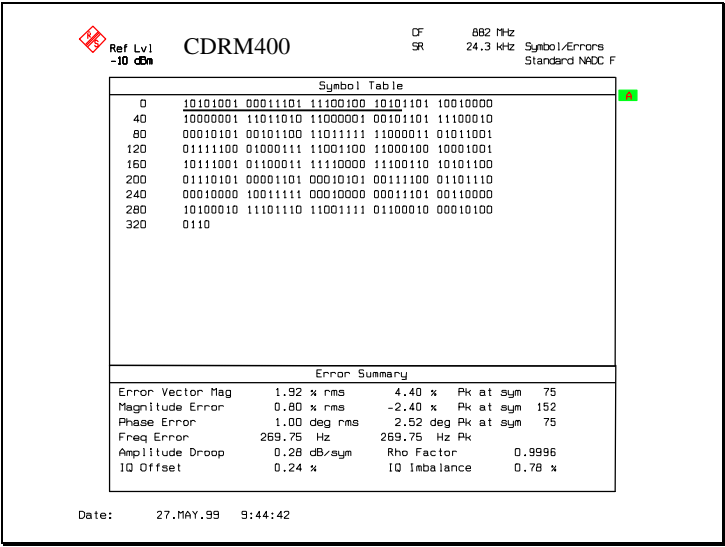 CF 882 MHz
Ref Lvl CDRM400 SR 24.3 kHz Symbol/Errors
-10 dBm Standard NADC F
Symbol Table
A
0 10101001 00011101 11100100 10101101 10010000
40 10000001 11011010 11000001 00101101 11100010
80 00010101 00101100 11011111 11000011 01011001
120 01111100 01000111 11001100 11000100 10001001
160 10111001 01100011 11110000 11100110 10101100
200 01110101 00001101 00010101 00111100 01101110
240 00010000 10011111 00010000 00011101 00110000
280 10100010 11101110 11001111 01100010 00010100
320 0110
Error Summary
Error Vector Mag 1.92 % rms 4.40 % Pk at sym 75
Magnitude Error 0.80 % rms -2.40 % Pk at sym 152
Phase Error 1.00 deg rms 2.52 deg Pk at sym 75
Freq Error 269.75 Hz 269.75 Hz Pk
Amplitude Droop 0.28 dB/sym Rho Factor 0.9996
IQ Offset 0.24 % IQ Imbalance 0.78 %
Date: 27.MAY.99 9:44:42